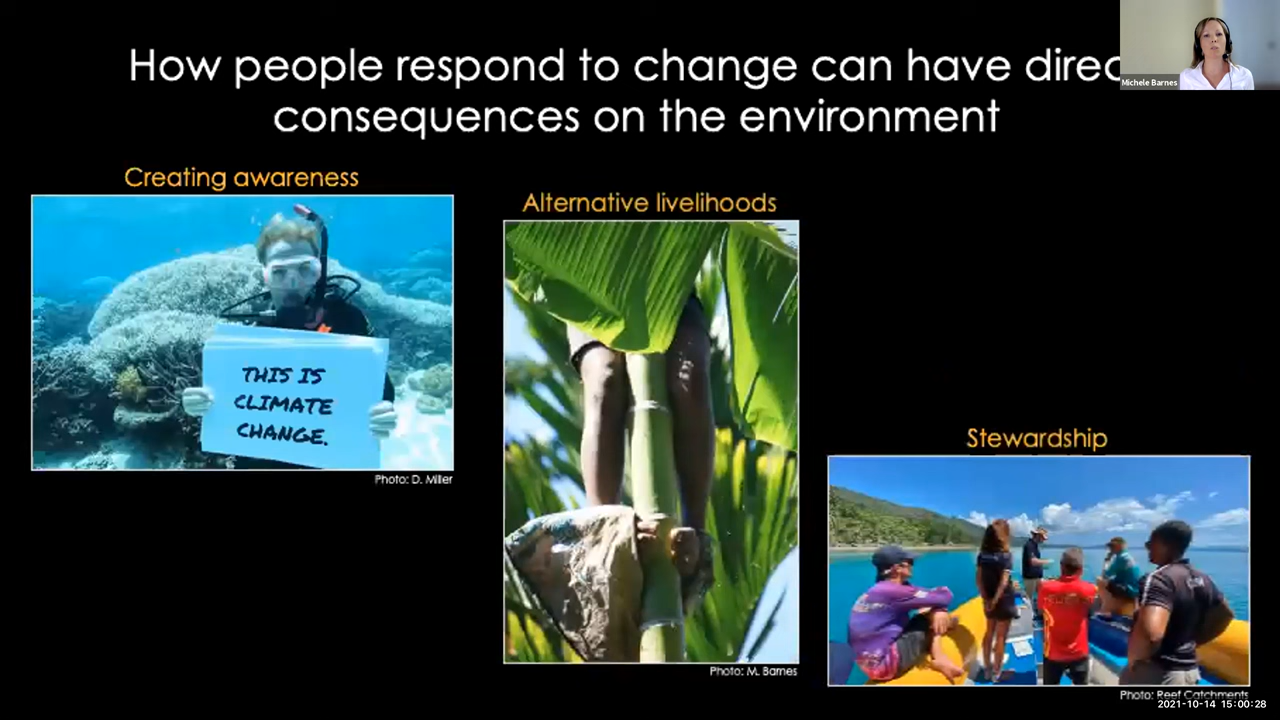 How people respond to change can have direc
consequences on the environment
Michele Barnes
Creating awareness
THIS IS
CLIMATE
CHANGE.
Photo: D. Miller
Alternative livelihoods
Photo: M. Barnes
Stewardship
Photo: Reef Catchments
2021-10-14 15:00:28